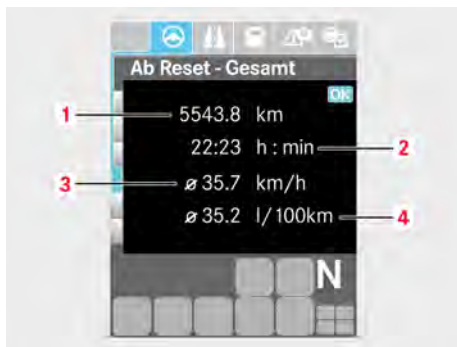 Ab Reset - Gesamt
OK
1 5543.8 km
22:23 h : min 2
3 ø 35.7 km/h
ø 35.2 l/100km 4
N